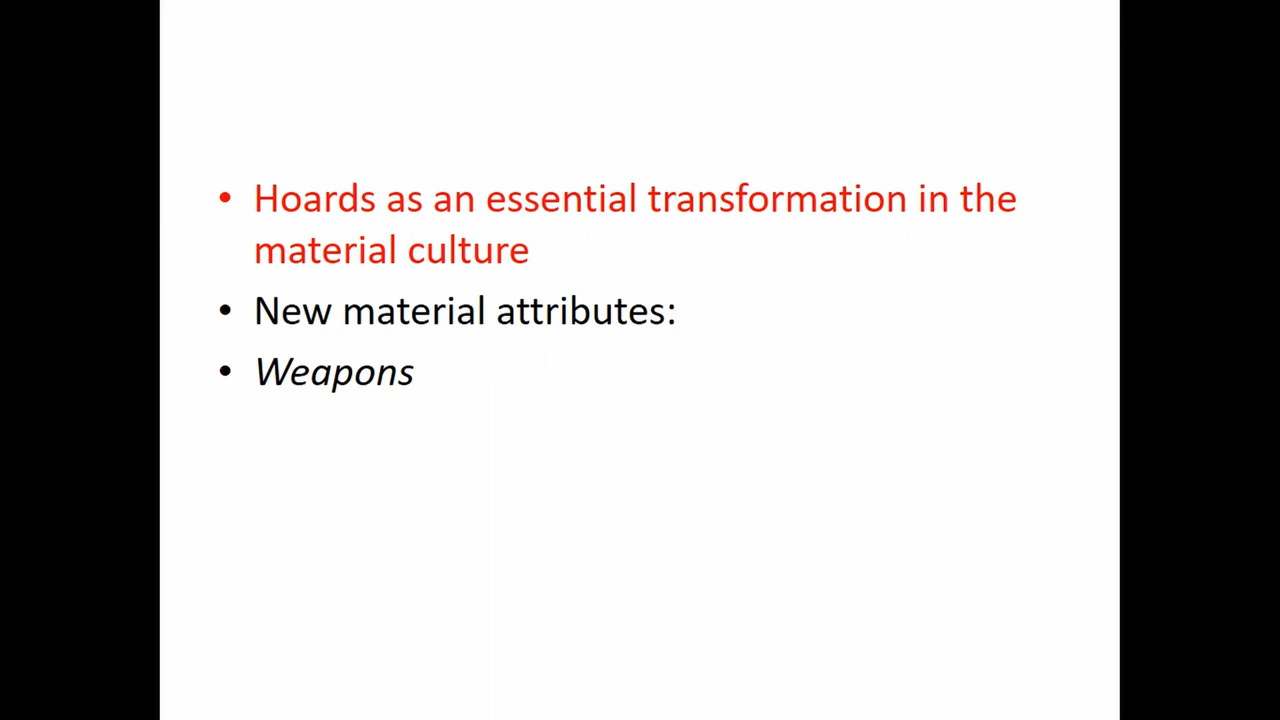 • Hoards as an essential transformation in the
material culture
• New material attributes:
• Weapons